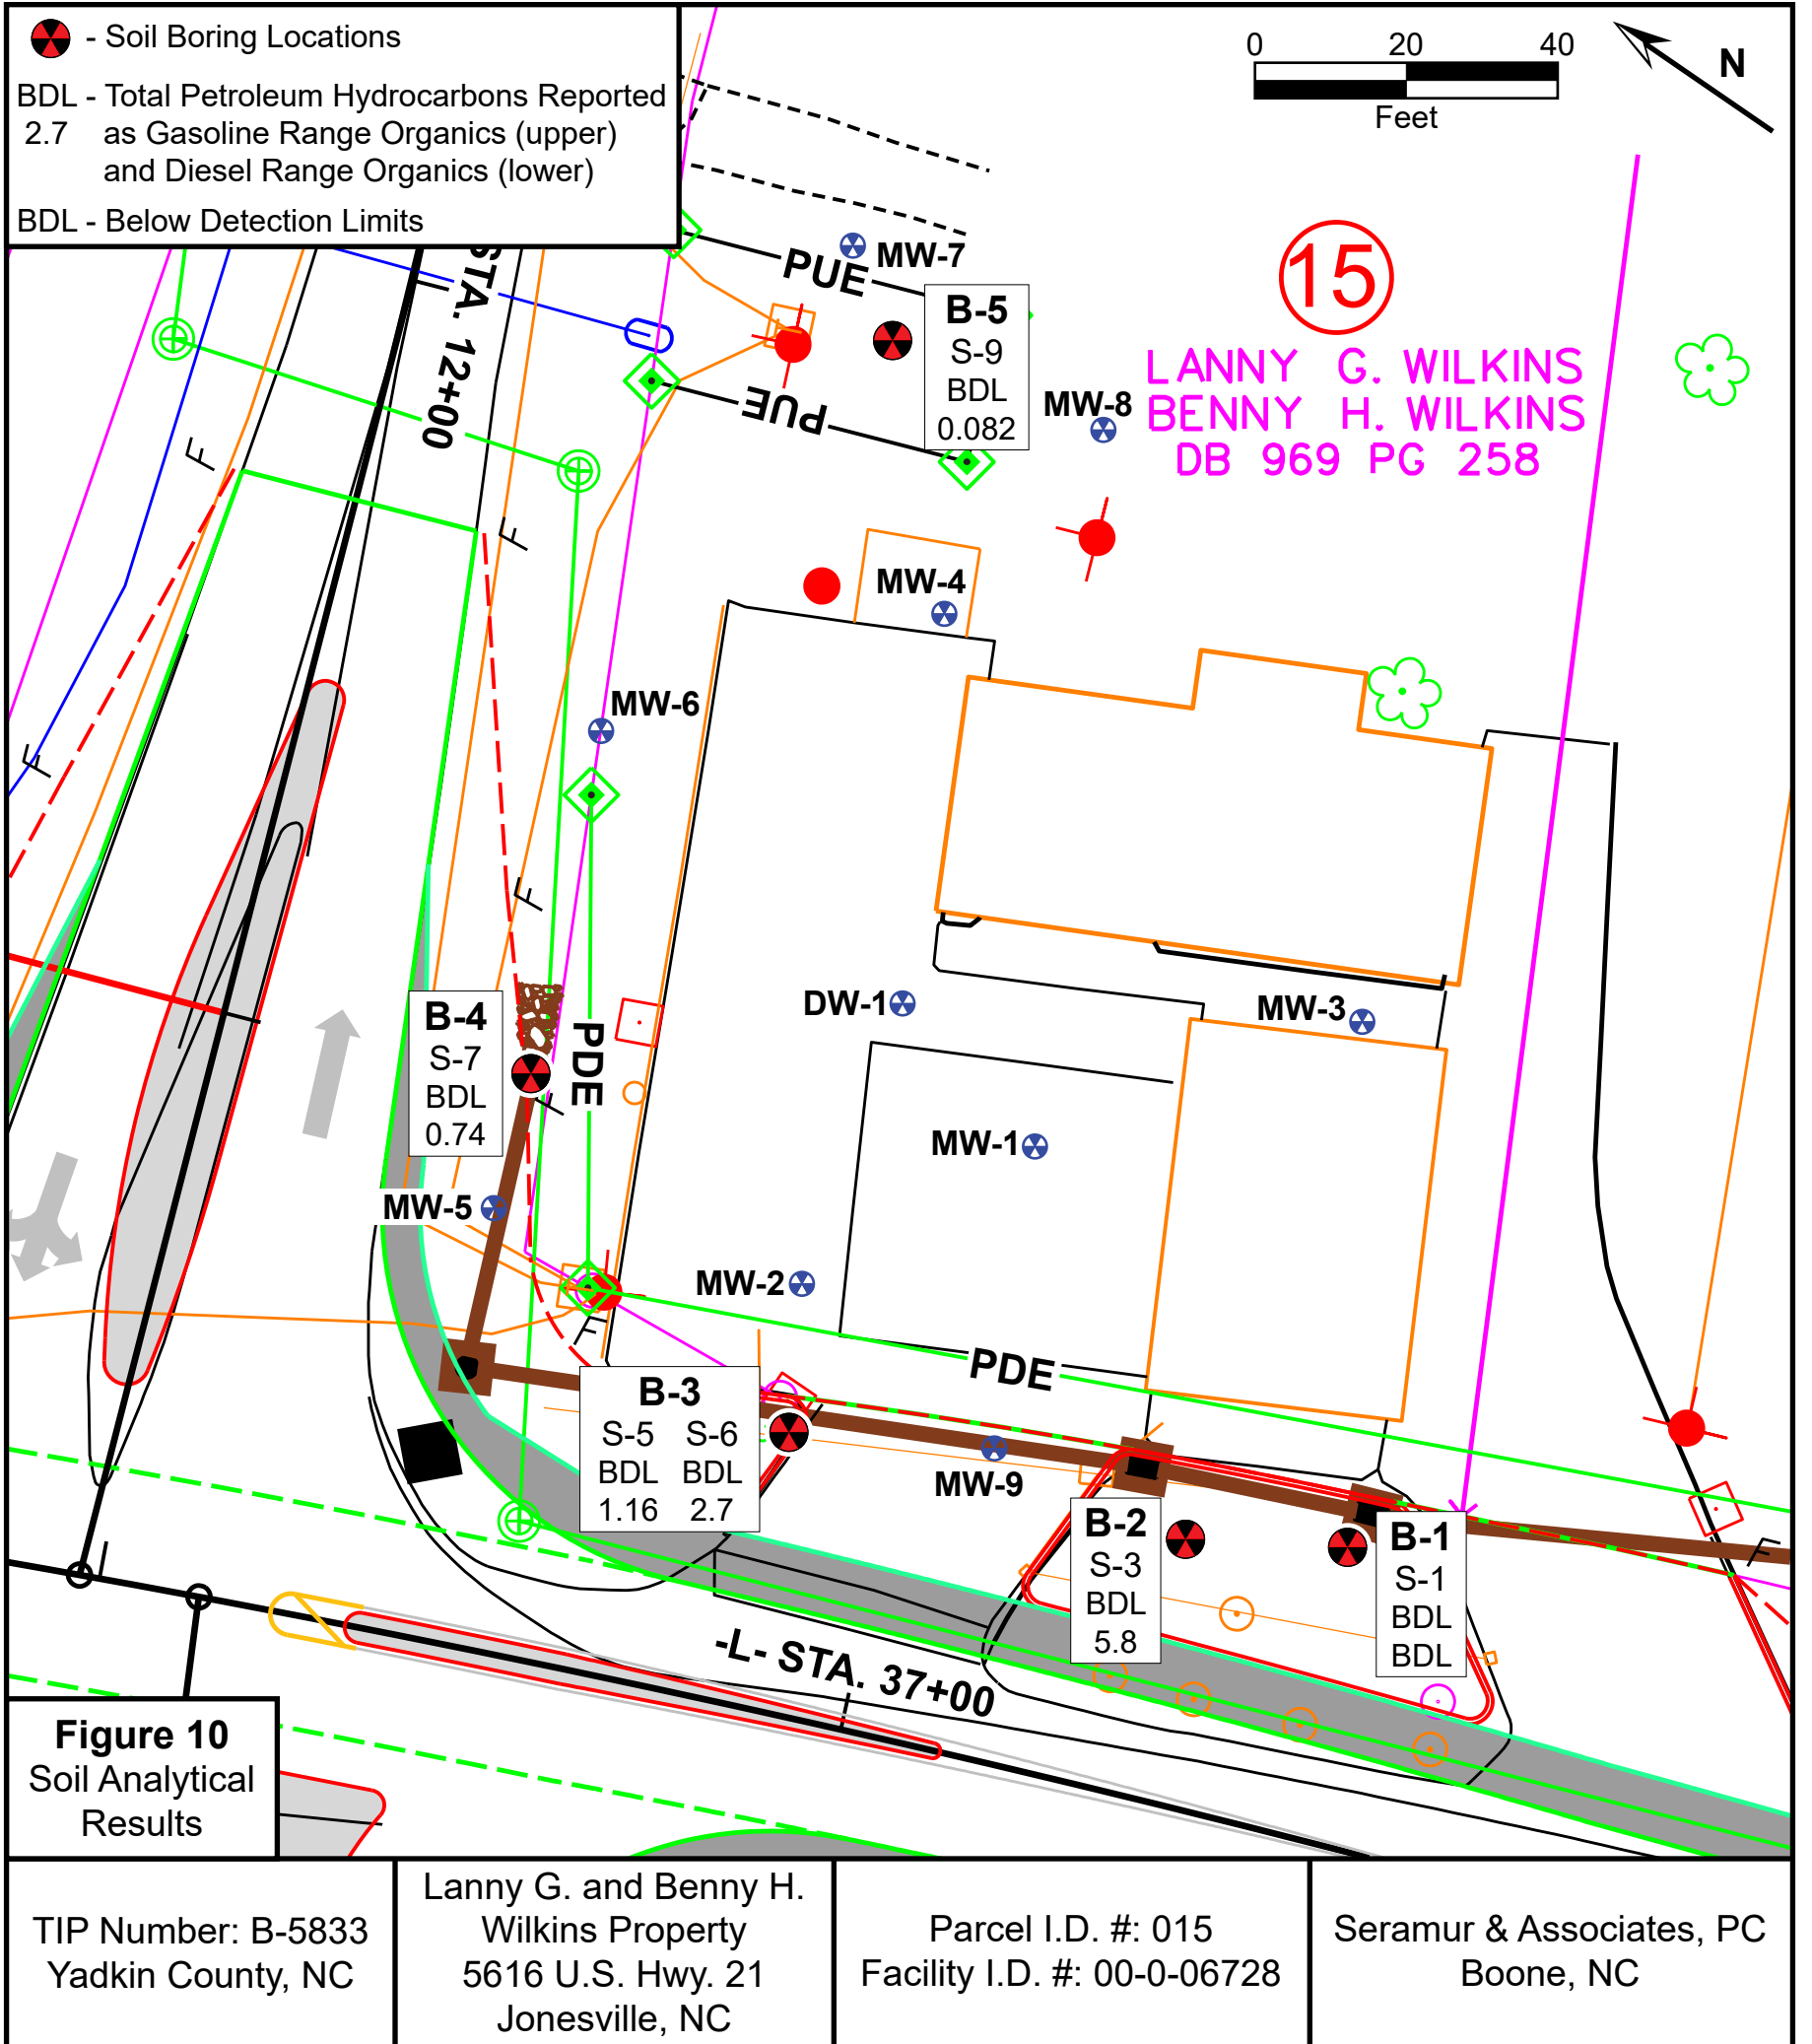 - Soil Boring Locations
BDL - Total Petroleum Hydrocarbons Reported
2.7 as Gasoline Range Organics (upper)
and Diesel Range Organics (lower)
BDL - Below Detection Limits
0 20 40
Feet
N
15
LANNY G. WILKINS
BENNY H. WILKINS
DB 969 PG 258
STA. 12+00
PUE
MW-7
B-5
S-9
BDL
0.082
PUE
MW-8
F
F
MW-4
MW-6
F
F
DW-1
MW-3
B-4
S-7
BDL
0.74
PDE
F
MW-1
MW-5
MW-2
F
PDE
B-3
S-5 S-6
BDL BDL
1.16 2.7
MW-9
B-2
S-3
BDL
5.8
B-1
S-1
BDL
BDL
F
-L- STA. 37+00
Figure 10
Soil Analytical
Results
TIP Number: B-5833
Yadkin County, NC
Lanny G. and Benny H.
Wilkins Property
5616 U.S. Hwy. 21
Jonesville, NC
Parcel I.D. #: 015
Facility I.D. #: 00-0-06728
Seramur & Associates, PC
Boone, NC